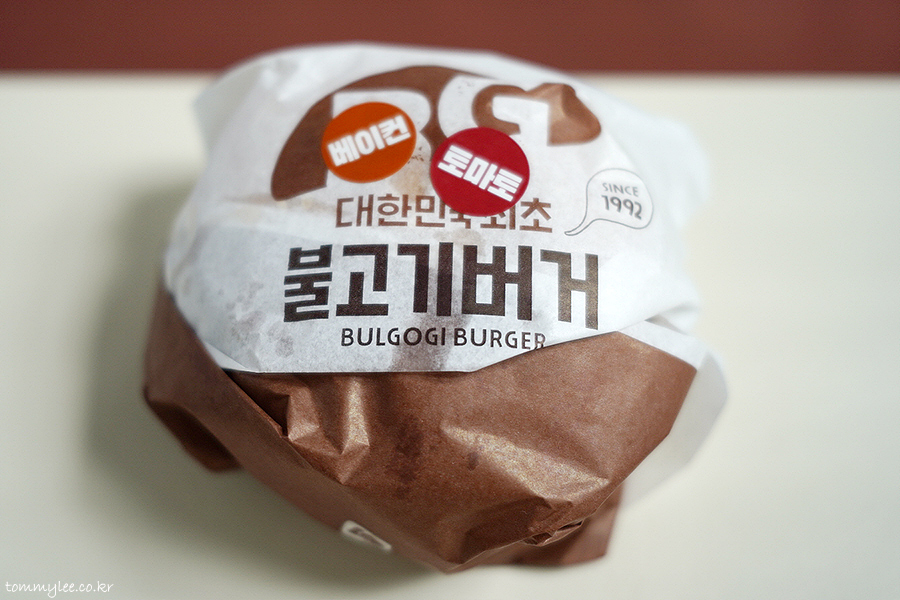 BG
베이컨
토마토
대한민국 최초
SINCE
1992
불고기버거
BULGOGI BURGER
tommylee.co.kr